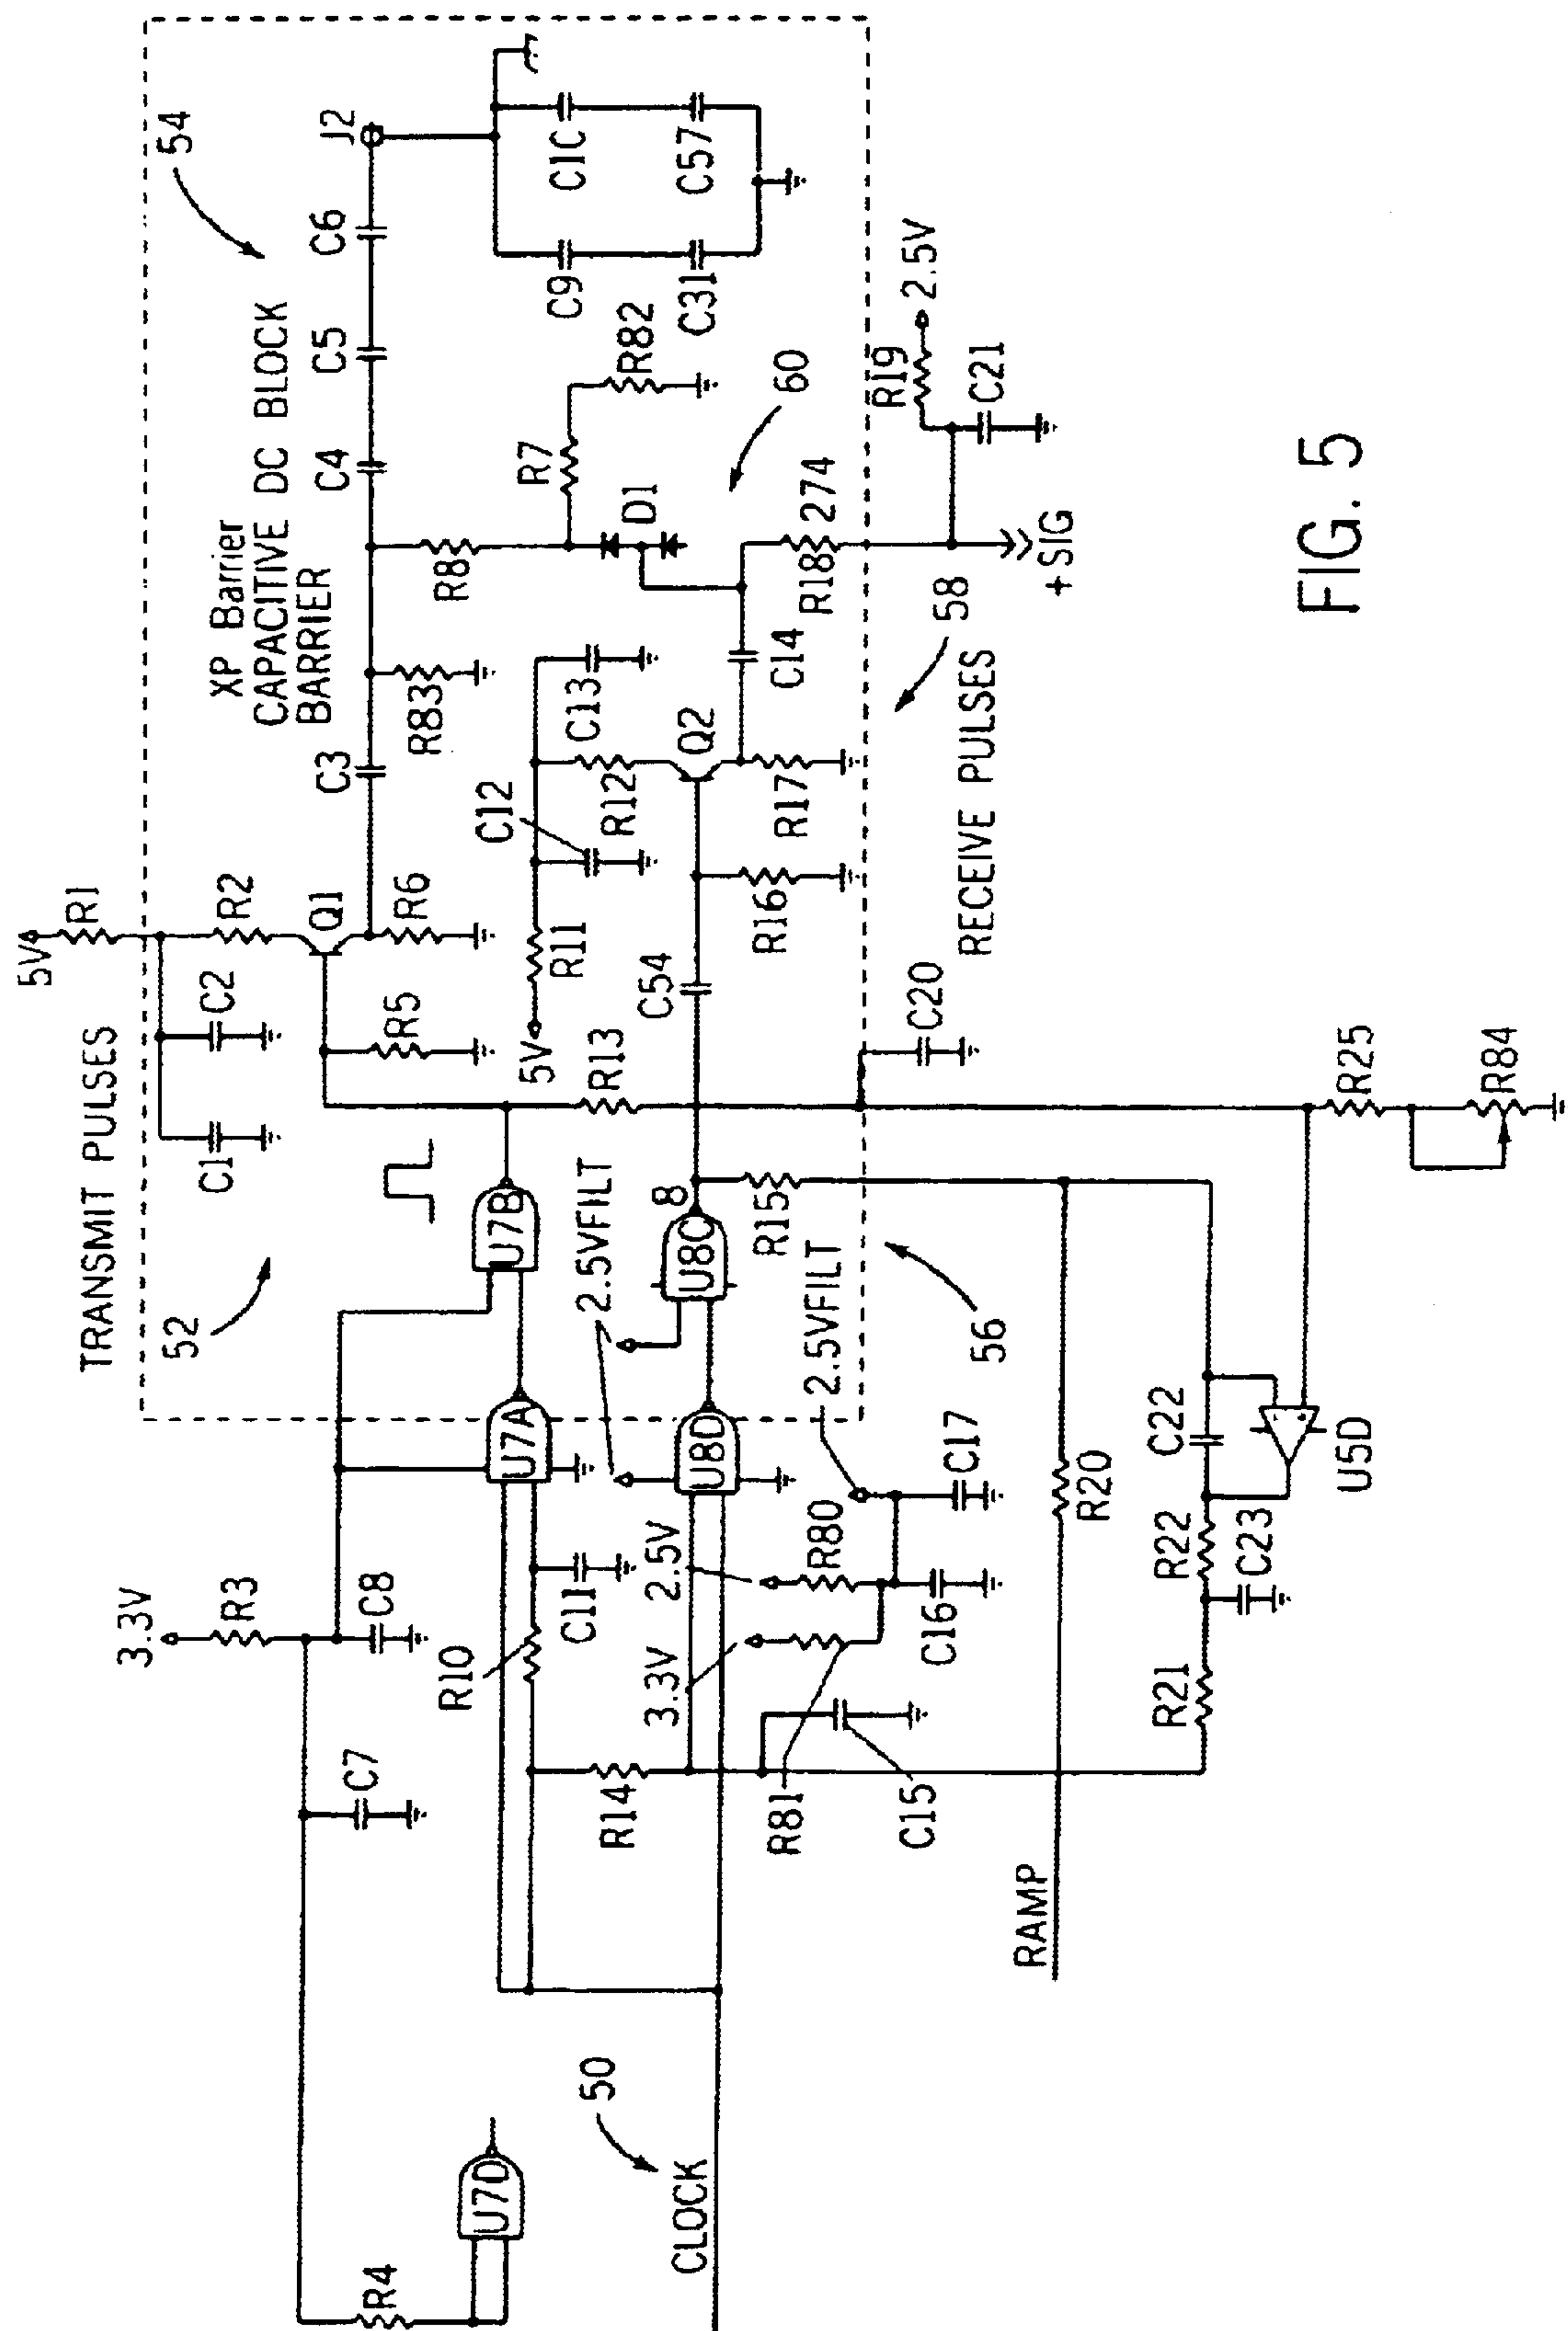 TRANSMIT PULSES
5V
R1
C1
C2
R2
Q1
R5
R6
52
54
XP Barrier
CAPACITIVE DC BLOCK
BARRIER
C3
R83
C4
C5
C6
J2
R8
R7
R82
D1
C9
C1C
C31
C57
3.3V
R3
C7
C8
R4
U7D
U7A
U7B
R10
C11
R13
5V
R11
C12
R12
C13
Q2
C54
R16
R17
C14
R18
274
60
R19
2.5V
C21
+SIG
58
RECEIVE PULSES
C20
2.5VFILT
U8D
U8C
8
R15
56
2.5VFILT
2.5V
3.3V
R80
R81
C15
C16
C17
R14
50
CLOCK
RAMP
R20
R21
R22
C23
C22
U5D
R25
R84
FIG. 5